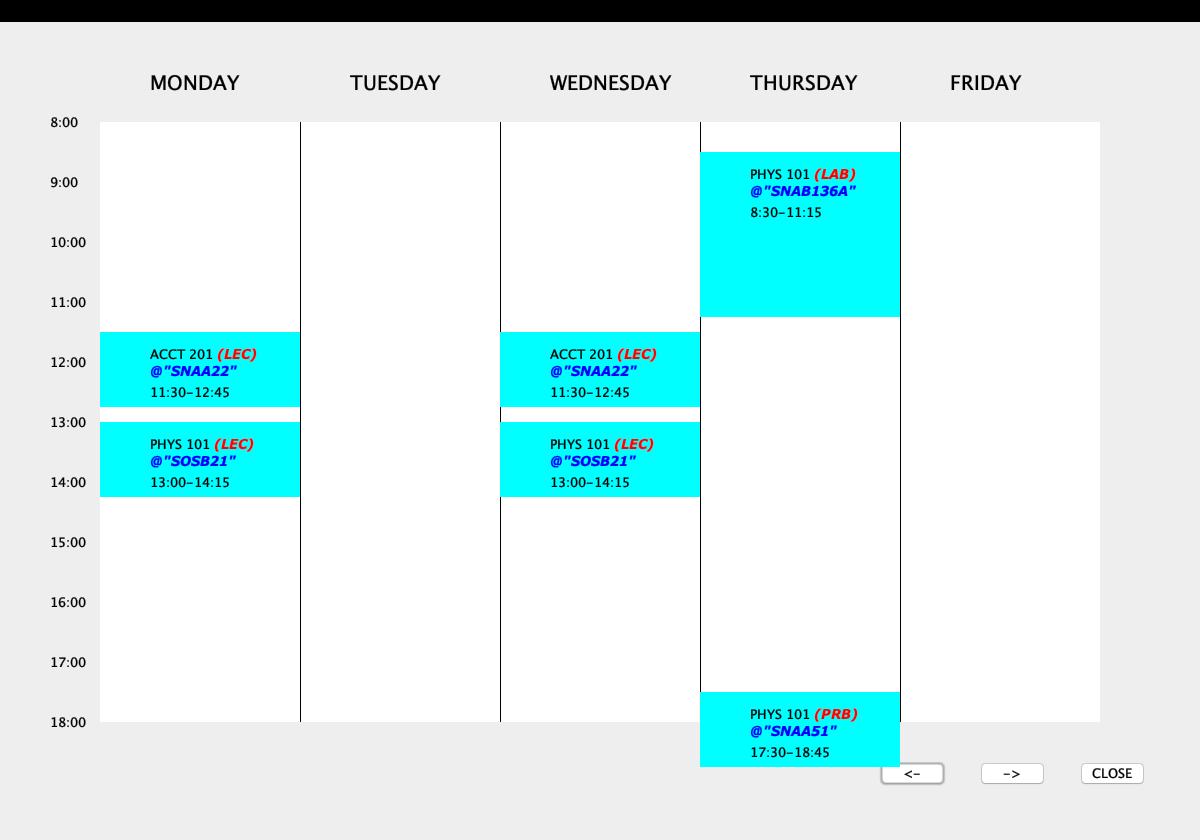 MONDAY TUESDAY WEDNESDAY THURSDAY FRIDAY
8:00
PHYS 101 (LAB)
@"SNAB136A"
8:30-11:15
9:00
10:00
11:00
ACCT 201 (LEC)
@"SNAA22"
11:30-12:45
ACCT 201 (LEC)
@"SNAA22"
11:30-12:45
12:00
13:00
PHYS 101 (LEC)
@"SOSB21"
13:00-14:15
PHYS 101 (LEC)
@"SOSB21"
13:00-14:15
14:00
15:00
16:00
17:00
18:00
PHYS 101 (PRB)
@"SNAA51"
17:30-18:45
<- -> CLOSE